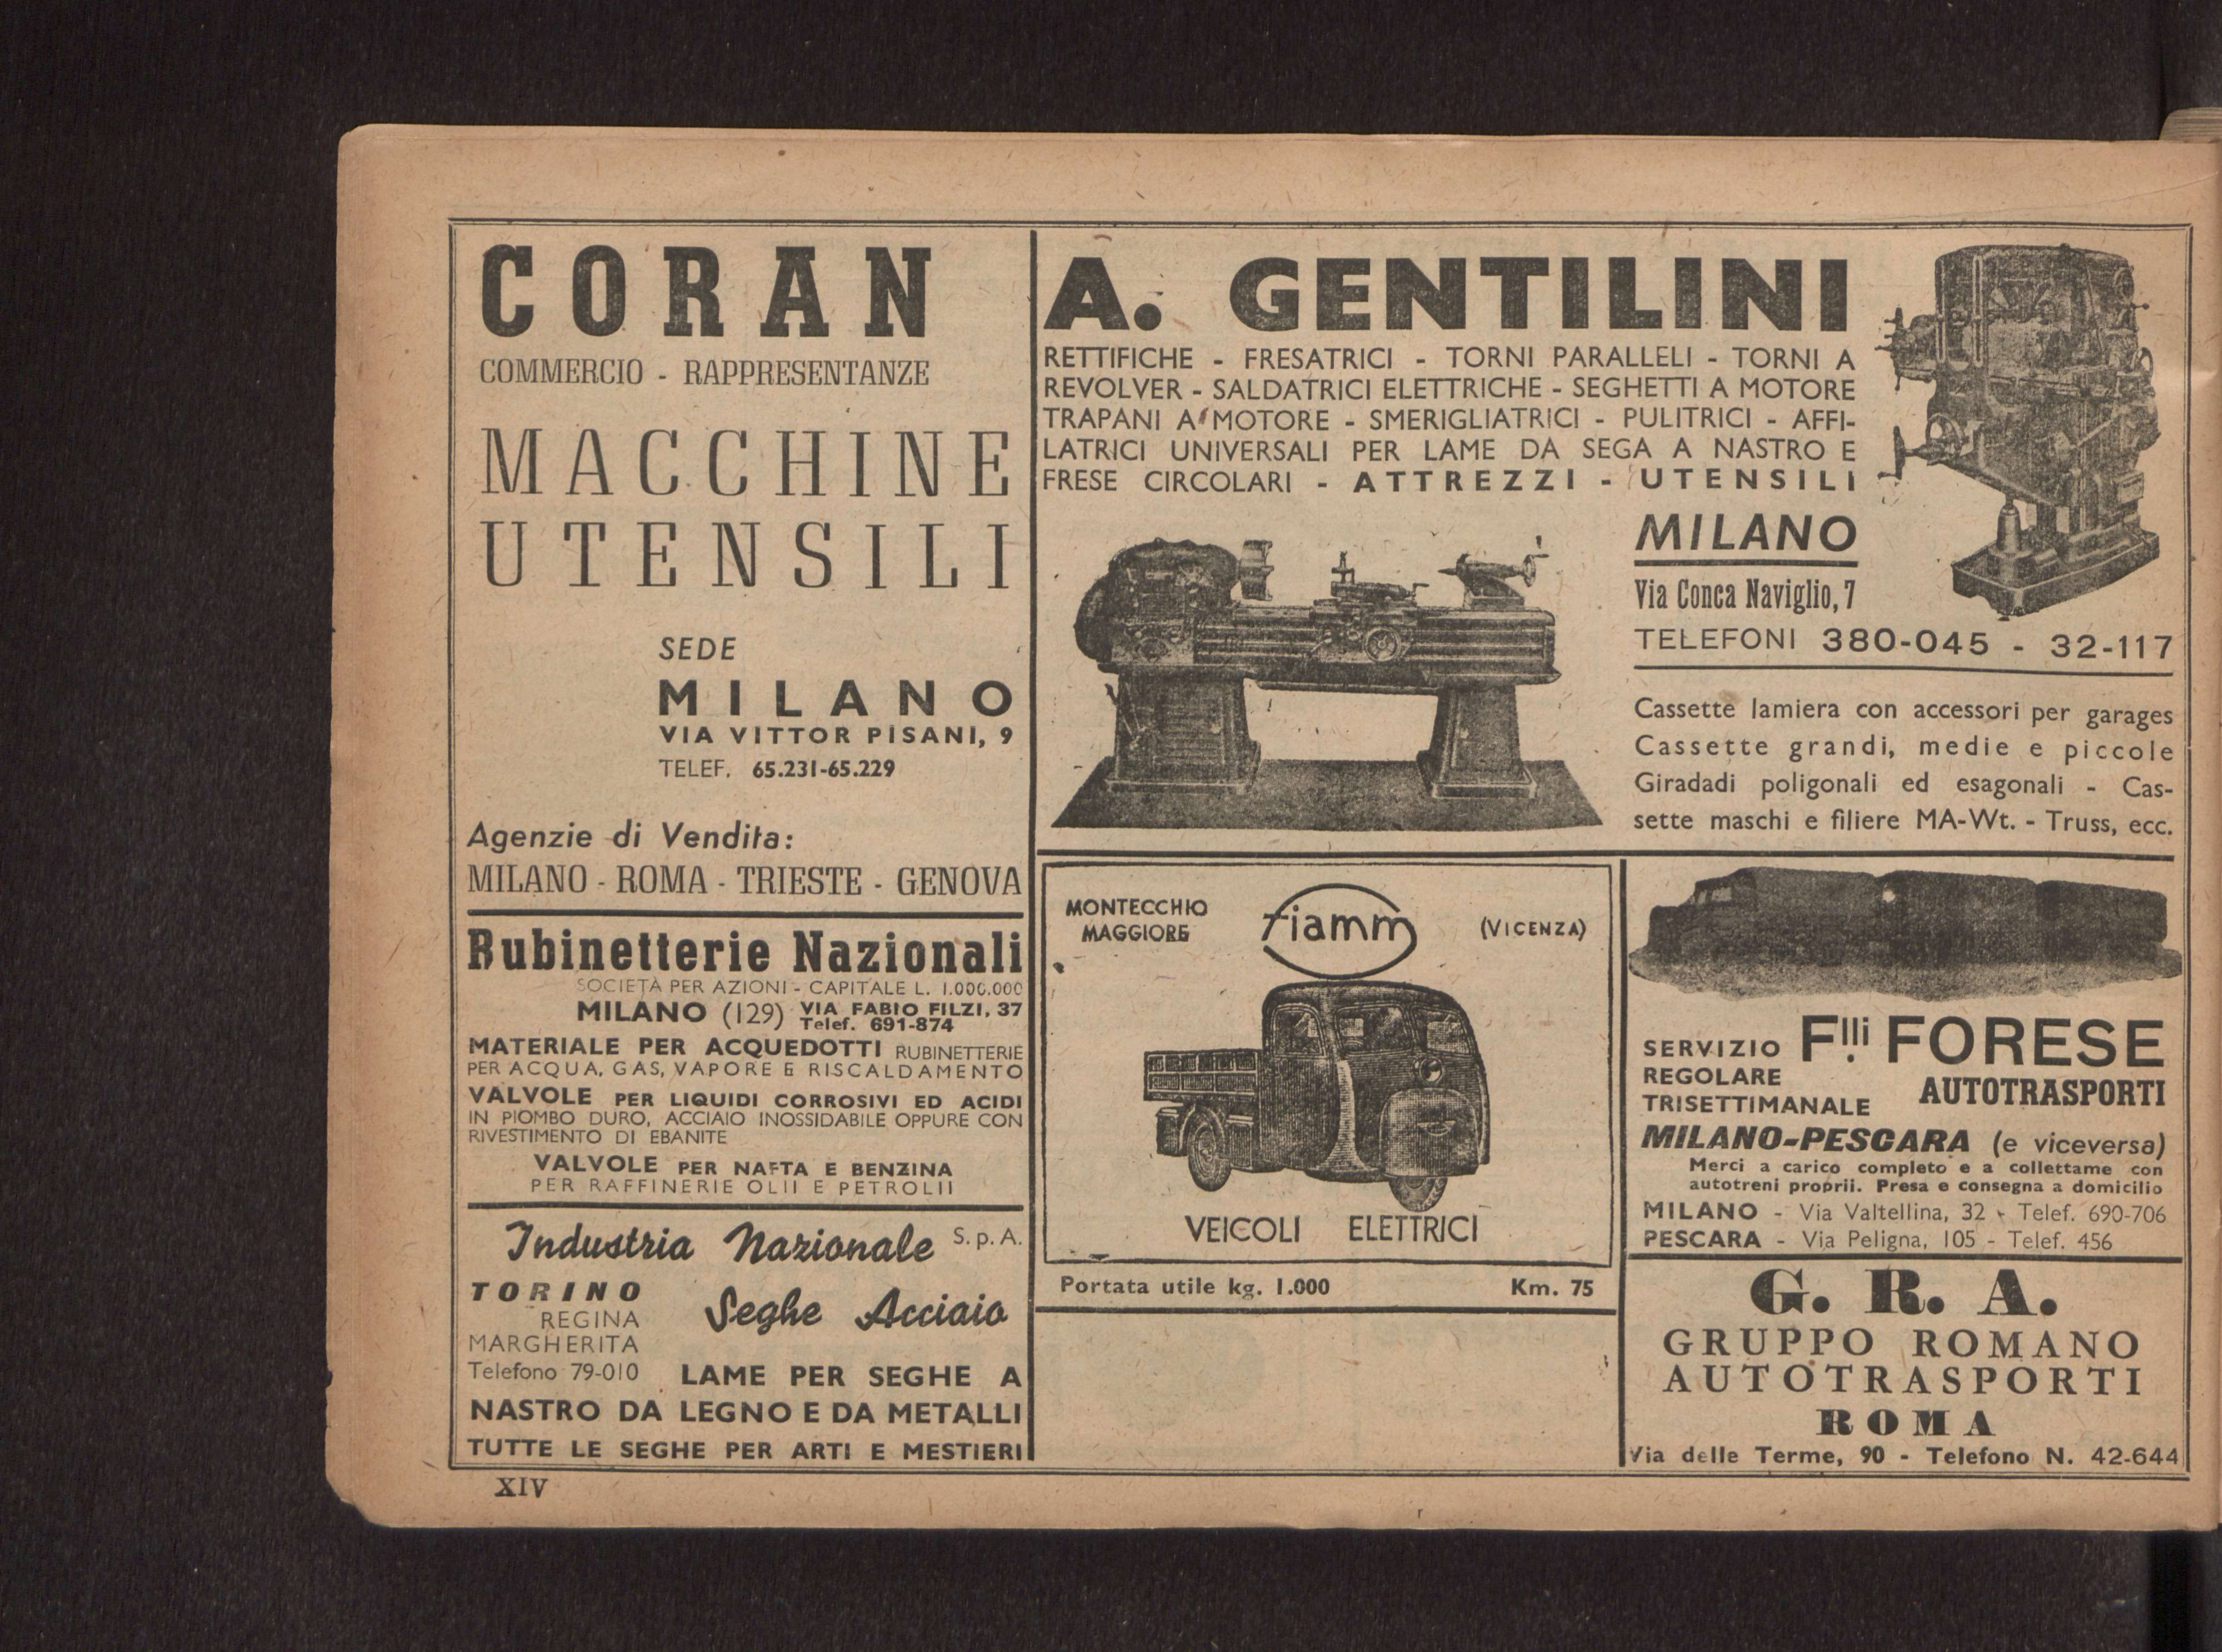 CORAN
COMMERCIO - RAPPRESENTANZE
MACCHINE
UTENSILI
SEDE
MILANO
VIA VITTOR PISANI, 9
TELEF. 65.231-65.229
Agenzie di Vendita:
MILANO - ROMA - TRIESTE - GENOVA
Rubinetterie Nazionali
SOCIETÀ PER AZIONI - CAPITALE L. 1.000.000
MILANO (129) VIA FABIO FILZI, 37
Telef. 691-874
MATERIALE PER ACQUEDOTTI RUBINETTERIE
PER ACQUA, GAS, VAPORE E RISCALDAMENTO
VALVOLE PER LIQUIDI CORROSIVI ED ACIDI
IN PIOMBO DURO, ACCIAIO INOSSIDABILE OPPURE CON
RIVESTIMENTO DI EBANITE
VALVOLE PER NAFTA E BENZINA
PER RAFFINERIE OLII E PETROLII
Industria Nazionale S.p.A.
Seghe Acciaio
TORINO
REGINA
MARGHERITA
Telefono 79-010
LAME PER SEGHE A
NASTRO DA LEGNO E DA METALLI
TUTTE LE SEGHE PER ARTI E MESTIERI
A. GENTILINI
RETTIFICHE - FRESATRICI - TORNI PARALLELI - TORNI A
REVOLVER - SALDATRICI ELETTRICHE - SEGHETTI A MOTORE
TRAPANI A MOTORE - SMERIGLIATRICI - PULITRICI - AFFI-
LATRICI UNIVERSALI PER LAME DA SEGA A NASTRO E
FRESE CIRCOLARI - ATTREZZI - UTENSILI
MILANO
Via Conca Naviglio, 7
TELEFONI 380-045 - 32-117
Cassette lamiera con accessori per garages
Cassette grandi, medie e piccole
Giradadi poligonali ed esagonali - Cas-
sette maschi e filiere MA-Wt. - Truss, ecc.
MONTECCHIO
MAGGIORE
fiamm
(VICENZA)
VEICOLI ELETTRICI
Portata utile kg. 1.000 Km. 75
SERVIZIO
REGOLARE
TRISETTIMANALE
F.lli FORESE
AUTOTRASPORTI
MILANO-PESCARA (e viceversa)
Merci a carico completo e a collettame con
autotreni proprii. Presa e consegna a domicilio
MILANO - Via Valtellina, 32 - Telef. 690-706
PESCARA - Via Peligna, 105 - Telef. 456
G. R. A.
GRUPPO ROMANO
AUTOTRASPORTI
ROMA
Via delle Terme, 90 - Telefono N. 42-644
XIV